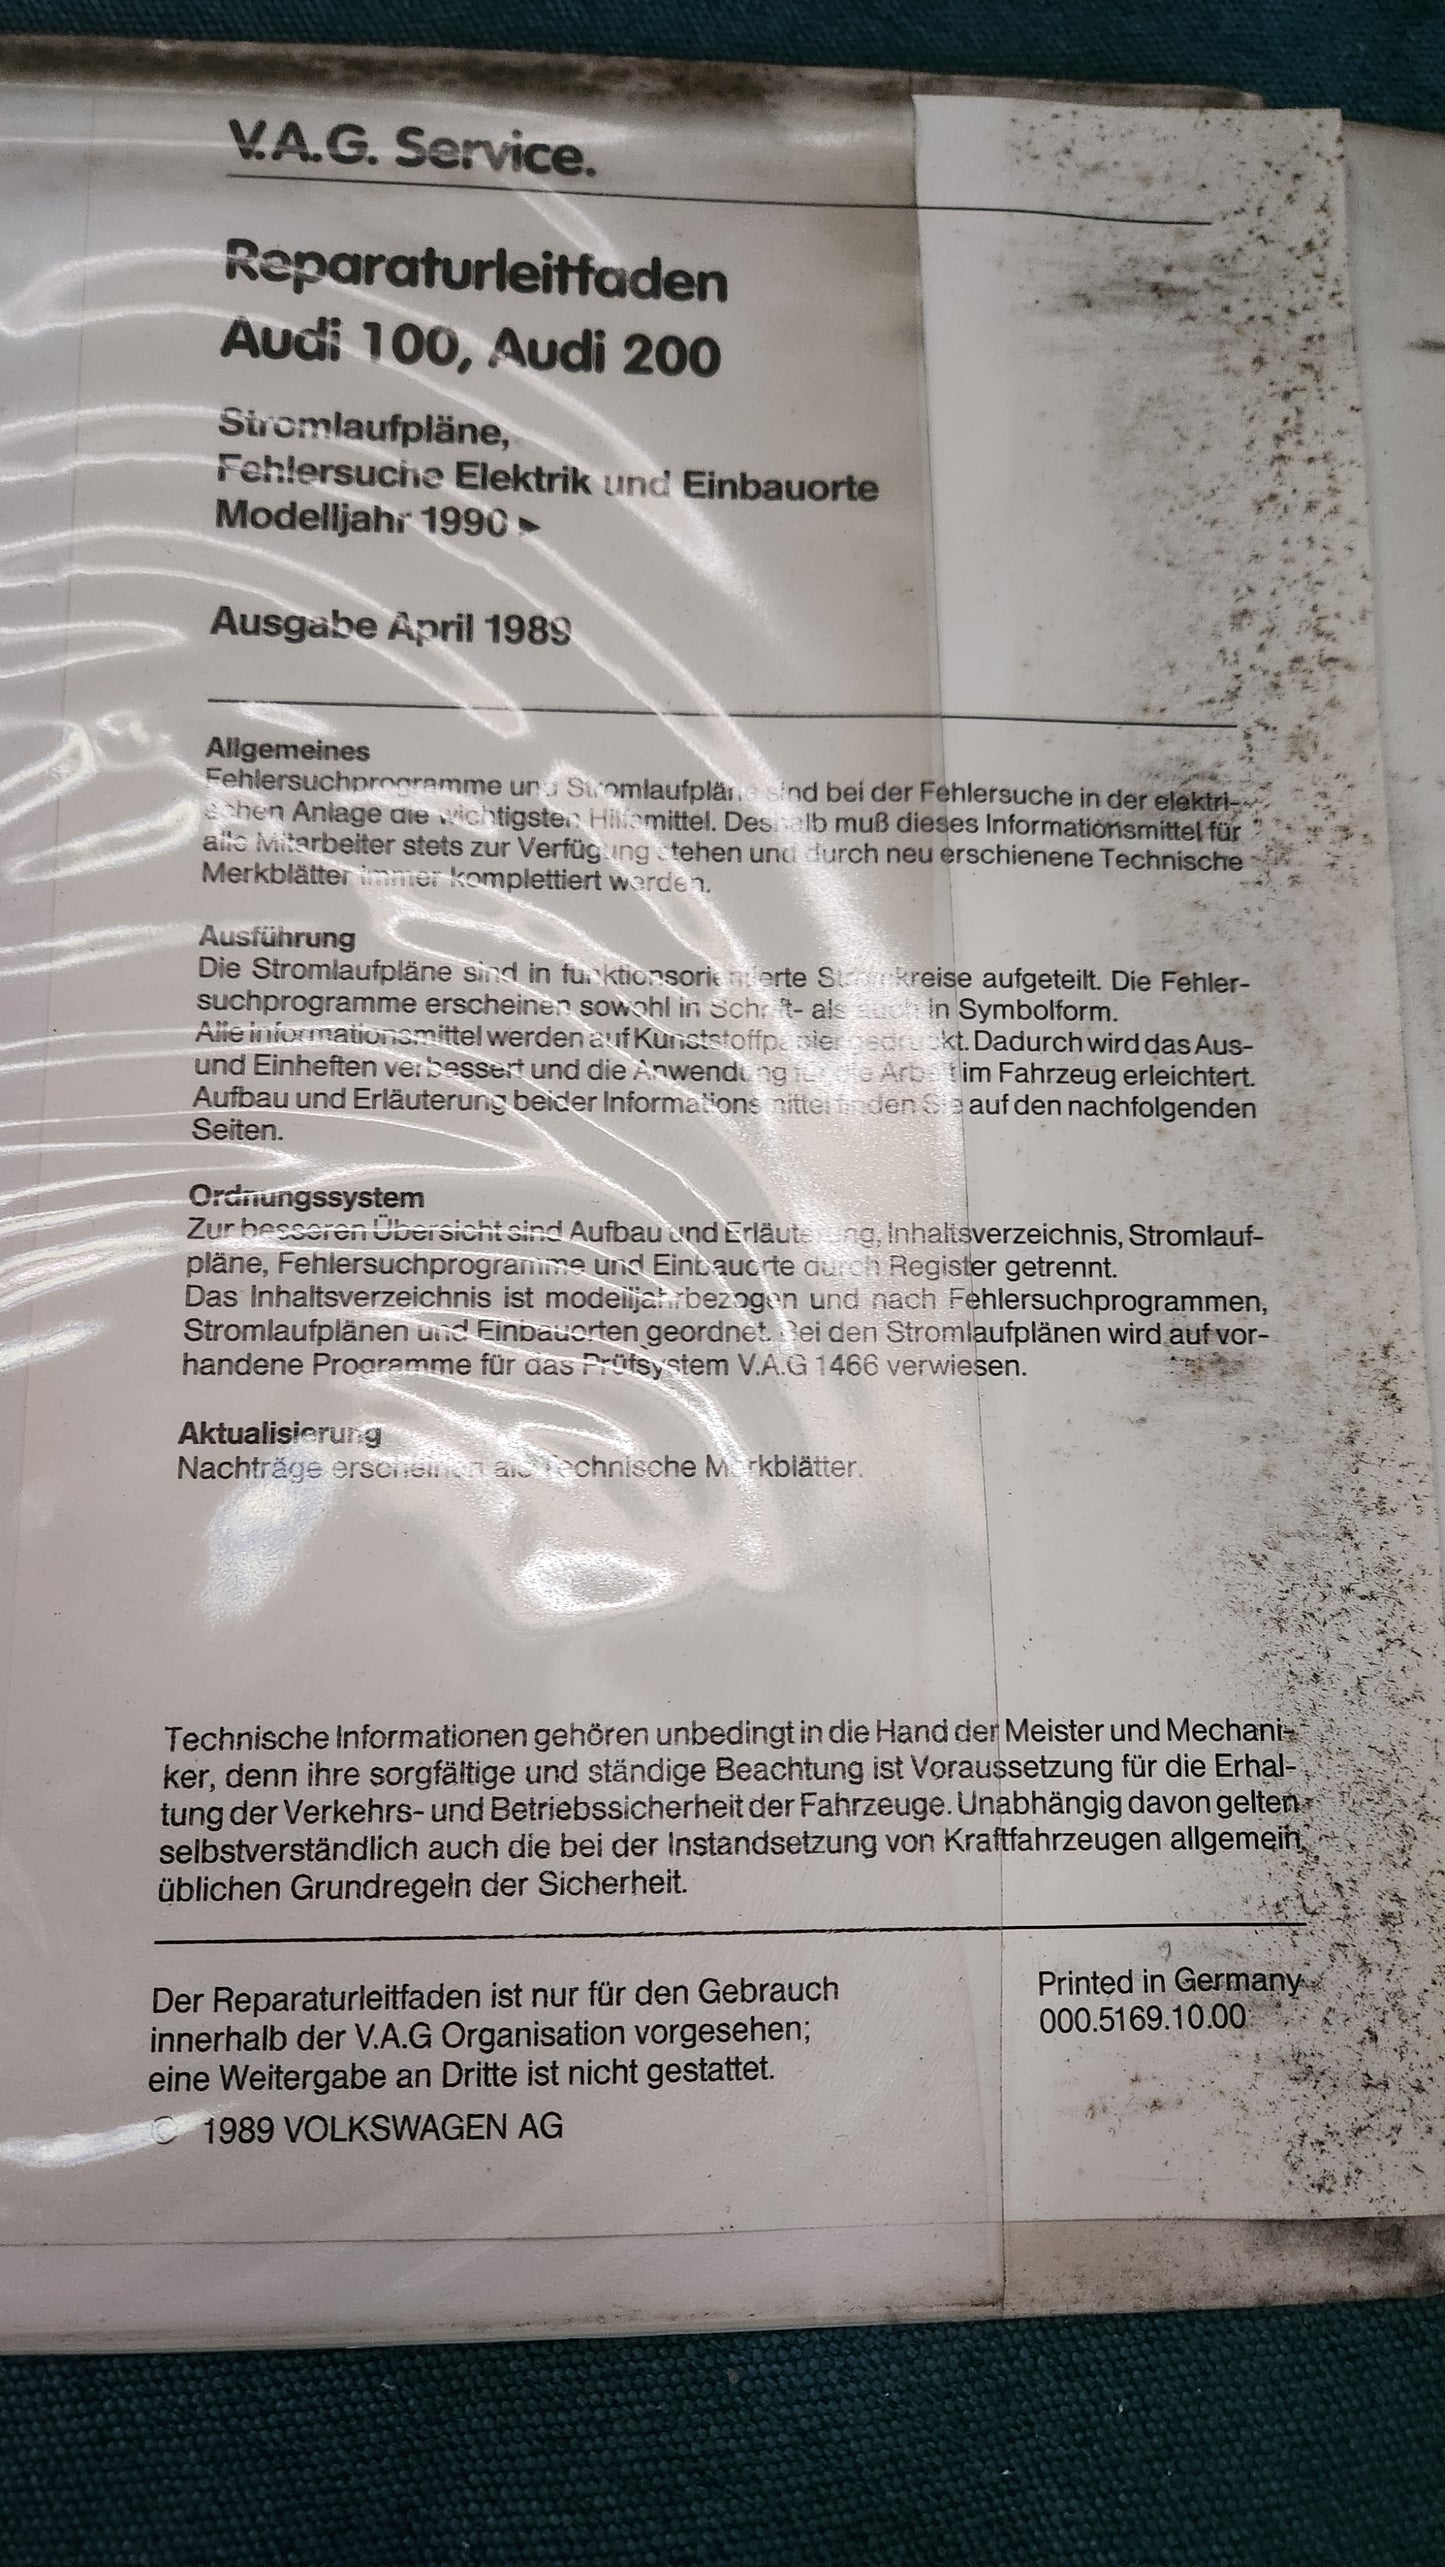 V.A.G. Service.
Reparaturleitfaden
Audi 100, Audi 200
Stromlaufpläne,
Fehlersuche Elektrik und Einbauorte
Modelljahr 1990 ►
Ausgabe April 1989
Allgemeines
Fehlersuchprogramme und Stromlaufpläne sind bei der Fehlersuche in der elektri-
schen Anlage die wichtigsten Hilfsmittel. Deshalb muß dieses Informationsmittel für
alle Mitarbeiter stets zur Verfügung stehen und durch neu erschienene Technische
Merkblätter immer komplettiert werden.
Ausführung
Die Stromlaufpläne sind in funktionsorientierte Stromkreise aufgeteilt. Die Fehler-
suchprogramme erscheinen sowohl in Schrift- als auch in Symbolform.
Alle Informationsmittel werden auf Kunststoffpapier gedruckt. Dadurch wird das Aus-
und Einheften verbessert und die Anwendung für die Arbeit im Fahrzeug erleichtert.
Aufbau und Erläuterung beider Informationsmittel finden Sie auf den nachfolgenden
Seiten.
Ordnungssystem
Zur besseren Übersicht sind Aufbau und Erläuterung, Inhaltsverzeichnis, Stromlauf-
pläne, Fehlersuchprogramme und Einbauorte durch Register getrennt.
Das Inhaltsverzeichnis ist modelljahrbezogen und nach Fehlersuchprogrammen,
Stromlaufplänen und Einbauorten geordnet. Bei den Stromlaufplänen wird auf vor-
handene Programme für das Prüfsystem V.A.G 1466 verwiesen.
Aktualisierung
Nachträge erscheinen als Technische Merkblätter.
Technische Informationen gehören unbedingt in die Hand der Meister und Mechani-
ker, denn ihre sorgfältige und ständige Beachtung ist Voraussetzung für die Erhal-
tung der Verkehrs- und Betriebssicherheit der Fahrzeuge. Unabhängig davon gelten
selbstverständlich auch die bei der Instandsetzung von Kraftfahrzeugen allgemein
üblichen Grundregeln der Sicherheit.
Der Reparaturleitfaden ist nur für den Gebrauch
innerhalb der V.A.G Organisation vorgesehen;
eine Weitergabe an Dritte ist nicht gestattet.
© 1989 VOLKSWAGEN AG
Printed in Germany
000.5169.10.00